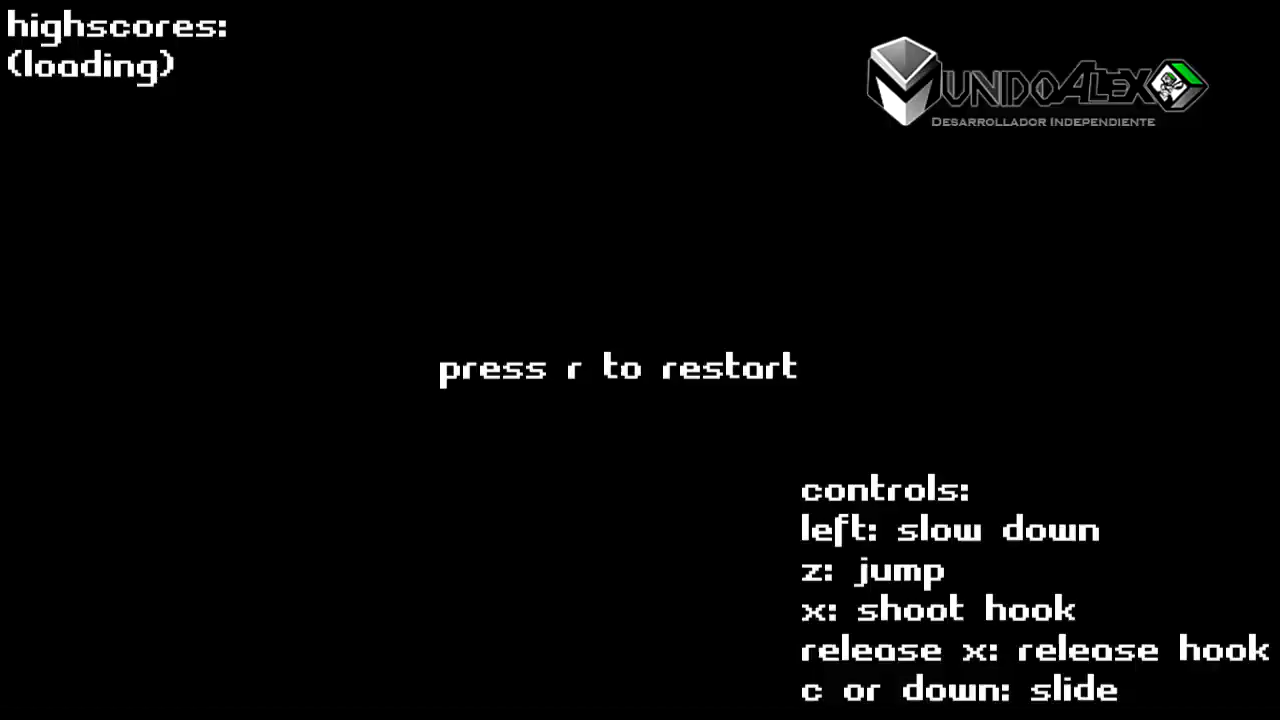 highscores:
(loading)
MUNDOALEX
DESARROLLADOR INDEPENDIENTE
press r to restart
controls:
left: slow down
z: jump
x: shoot hook
release x: release hook
c or down: slide